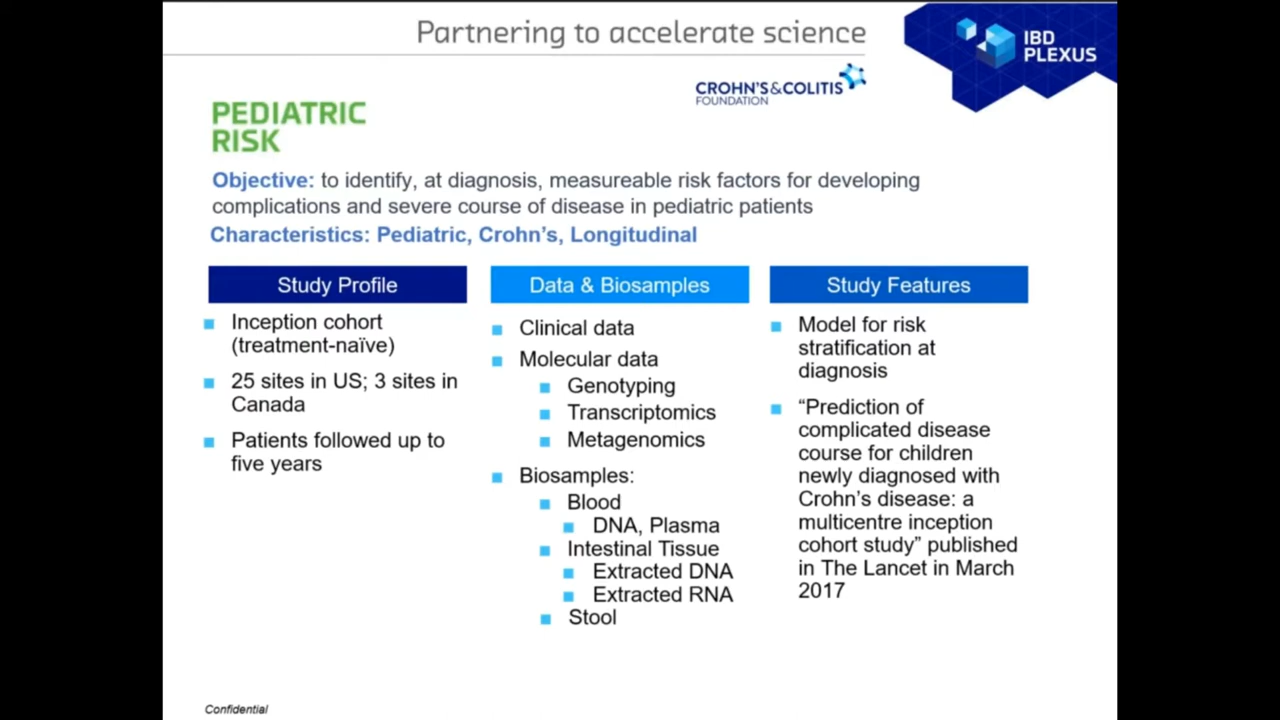 Partnering to accelerate science
IBD
PLEXUS
CROHN'S&COLITIS
FOUNDATION
PEDIATRIC
RISK
Objective: to identify, at diagnosis, measureable risk factors for developing
complications and severe course of disease in pediatric patients
Characteristics: Pediatric, Crohn's, Longitudinal
Study Profile
Inception cohort
(treatment-naïve)
25 sites in US; 3 sites in
Canada
Patients followed up to
five years
Data & Biosamples
Clinical data
Molecular data
Genotyping
Transcriptomics
Metagenomics
Biosamples:
Blood
DNA, Plasma
Intestinal Tissue
Extracted DNA
Extracted RNA
Stool
Study Features
Model for risk
stratification at
diagnosis
“Prediction of
complicated disease
course for children
newly diagnosed with
Crohn's disease: a
multicentre inception
cohort study” published
in The Lancet in March
2017
Confidential